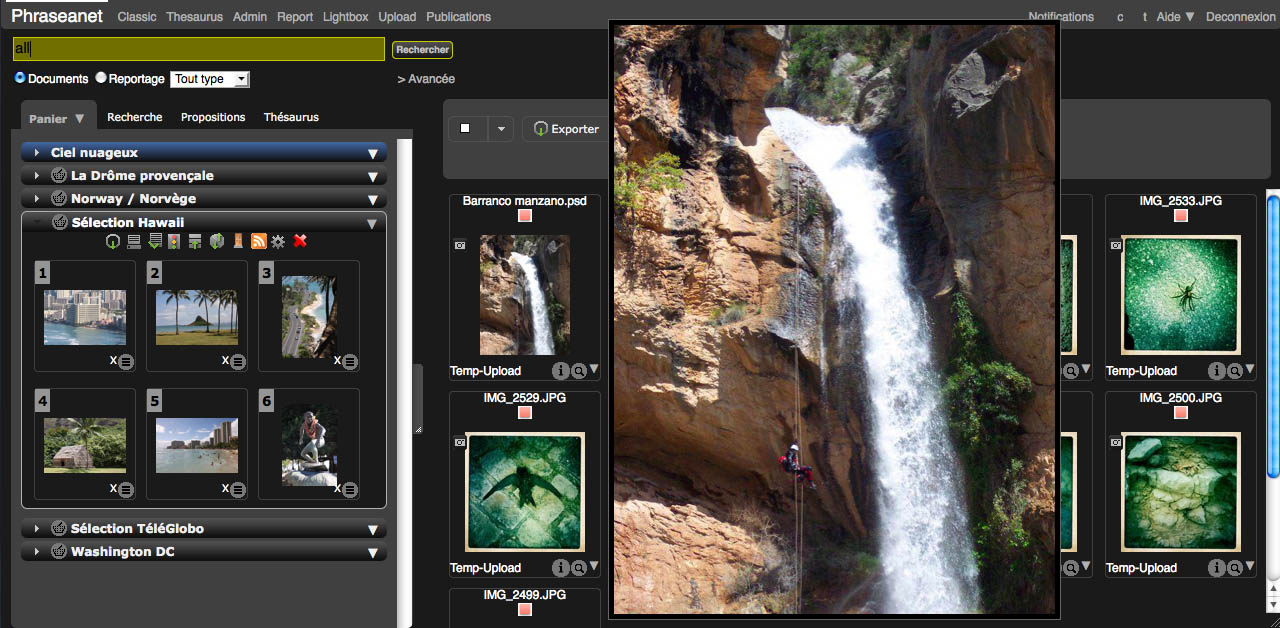 Phraseanet Classic Thesaurus Admin Report Lightbox Upload Publications Notifications c t Aide Deconnexion
all Rechercher
Documents Reportage Tout type > Avancée
Panier Recherche Propositions Thésaurus
Exporter
Ciel nuageux
La Drôme provençale
Norway / Norvège
Sélection Hawaii
1 2 3
X X X
4 5 6
X X X
Sélection TéléGlobo
Washington DC
Barranco manzano.psd IMG_2533.JPG
Temp-Upload Temp-Upload
IMG_2529.JPG IMG_2500.JPG
Temp-Upload Temp-Upload
IMG_2499.JPG